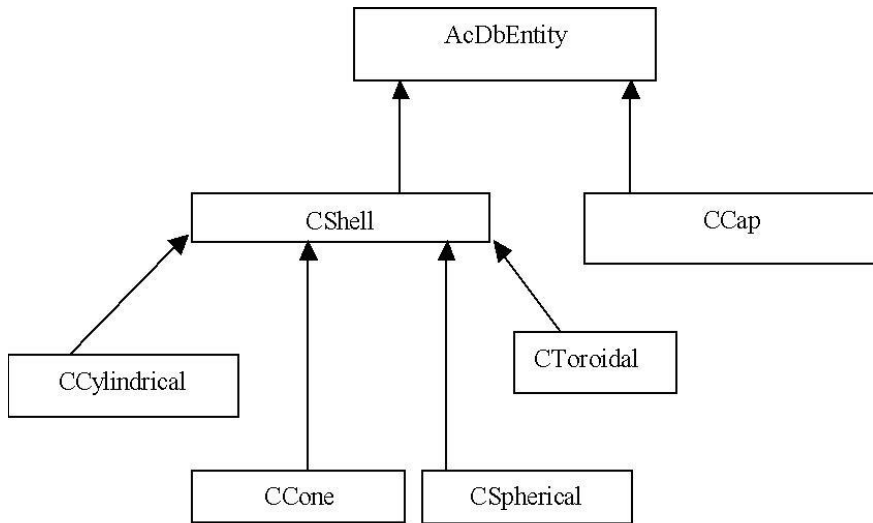 AcDbEntity
CShell
CCap
CCylindrical
CToroidal
CCone
CSpherical